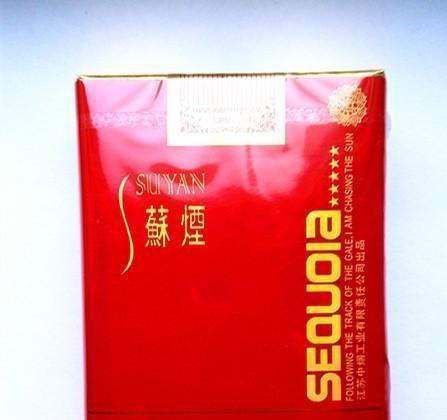 SUYAN
蘇煙
SEQUOIA
★★★★★
FOLLOWING THE TRACK OF THE GALE, I AM CHASING THE SUN
江苏中烟工业有限责任公司出品